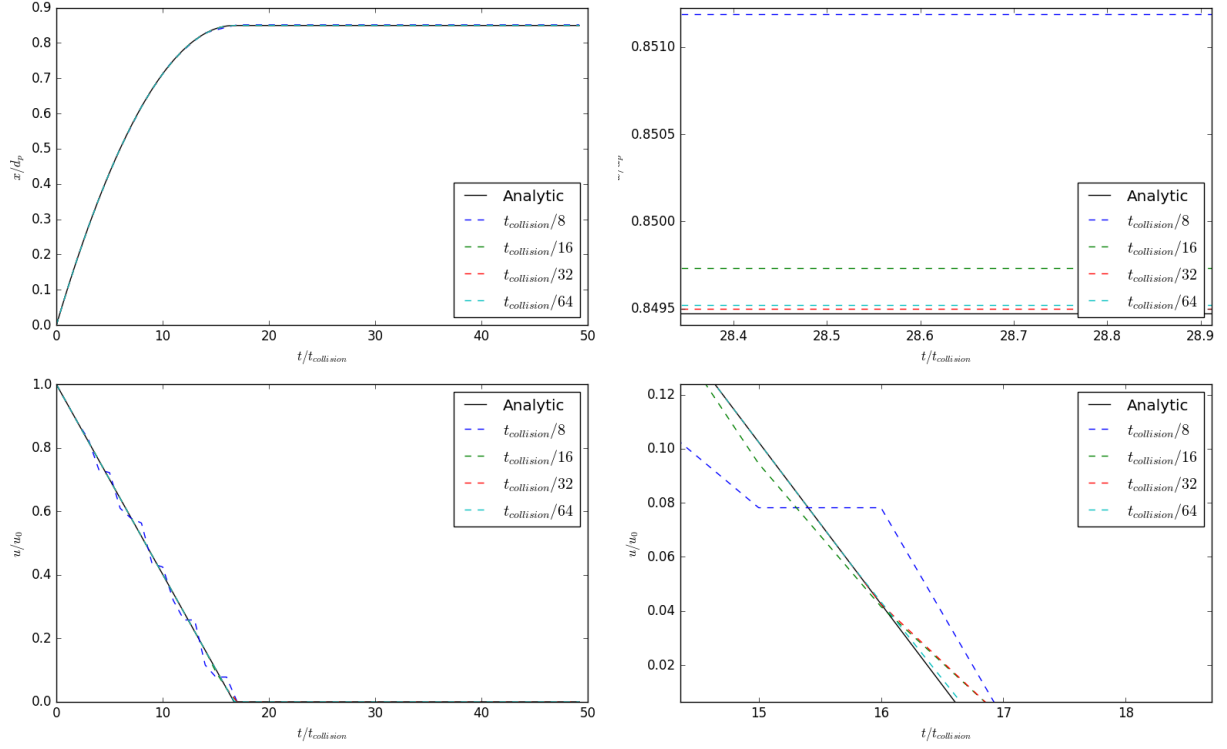 0.9
0.8
0.7
0.6
0.5
0.4
0.3
0.2
0.1
0.0
x/d_p
0 10 20 30 40 50
t/t_collision
Analytic
t_collision/8
t_collision/16
t_collision/32
t_collision/64
0.8510
0.8505
0.8500
0.8495
28.4 28.5 28.6 28.7 28.8 28.9
t/t_collision
Analytic
t_collision/8
t_collision/16
t_collision/32
t_collision/64
1.0
0.8
0.6
0.4
0.2
0.0
u/u_0
0 10 20 30 40 50
t/t_collision
Analytic
t_collision/8
t_collision/16
t_collision/32
t_collision/64
0.12
0.10
0.08
0.06
0.04
0.02
u/u_0
15 16 17 18
t/t_collision
Analytic
t_collision/8
t_collision/16
t_collision/32
t_collision/64